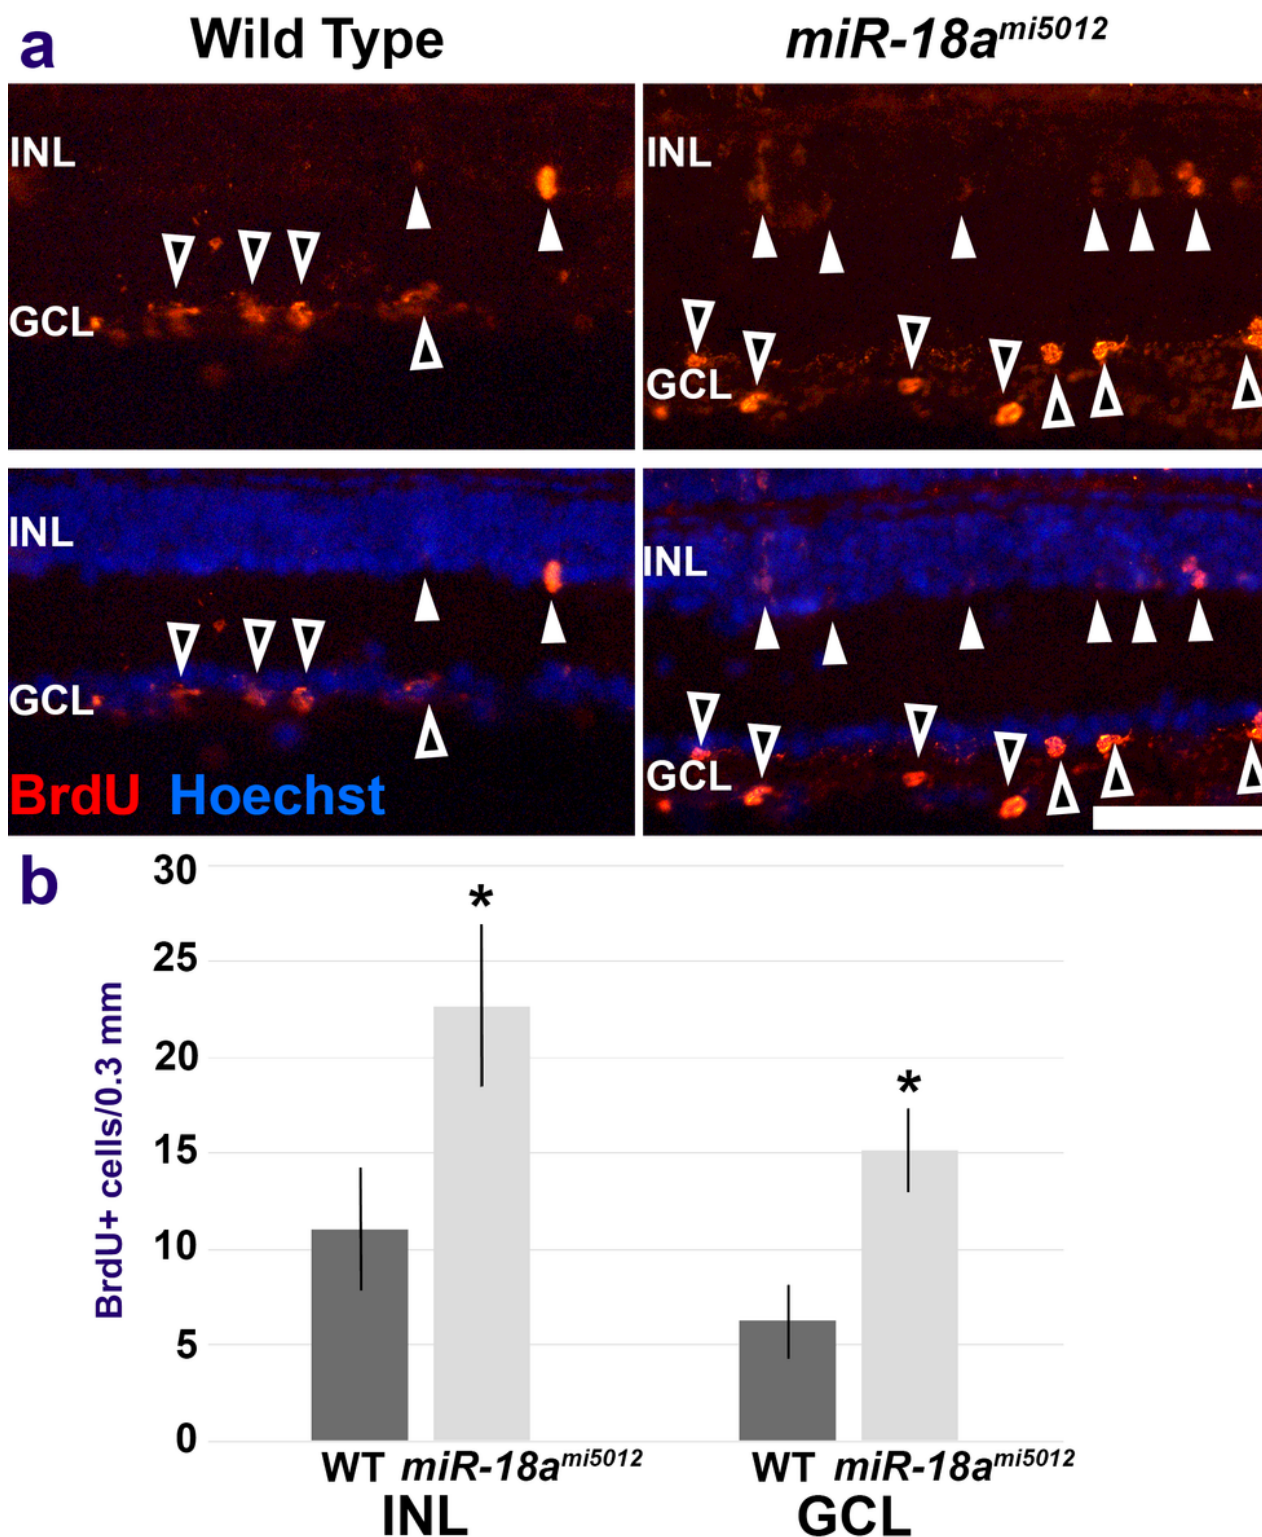 a Wild Type miR-18a^mi5012
INL INL
GCL GCL
INL INL
GCL GCL
BrdU Hoechst
b
BrdU+ cells/0.3 mm
30
25
20
15
10
5
0
* *
WT miR-18a^mi5012 WT miR-18a^mi5012
INL GCL